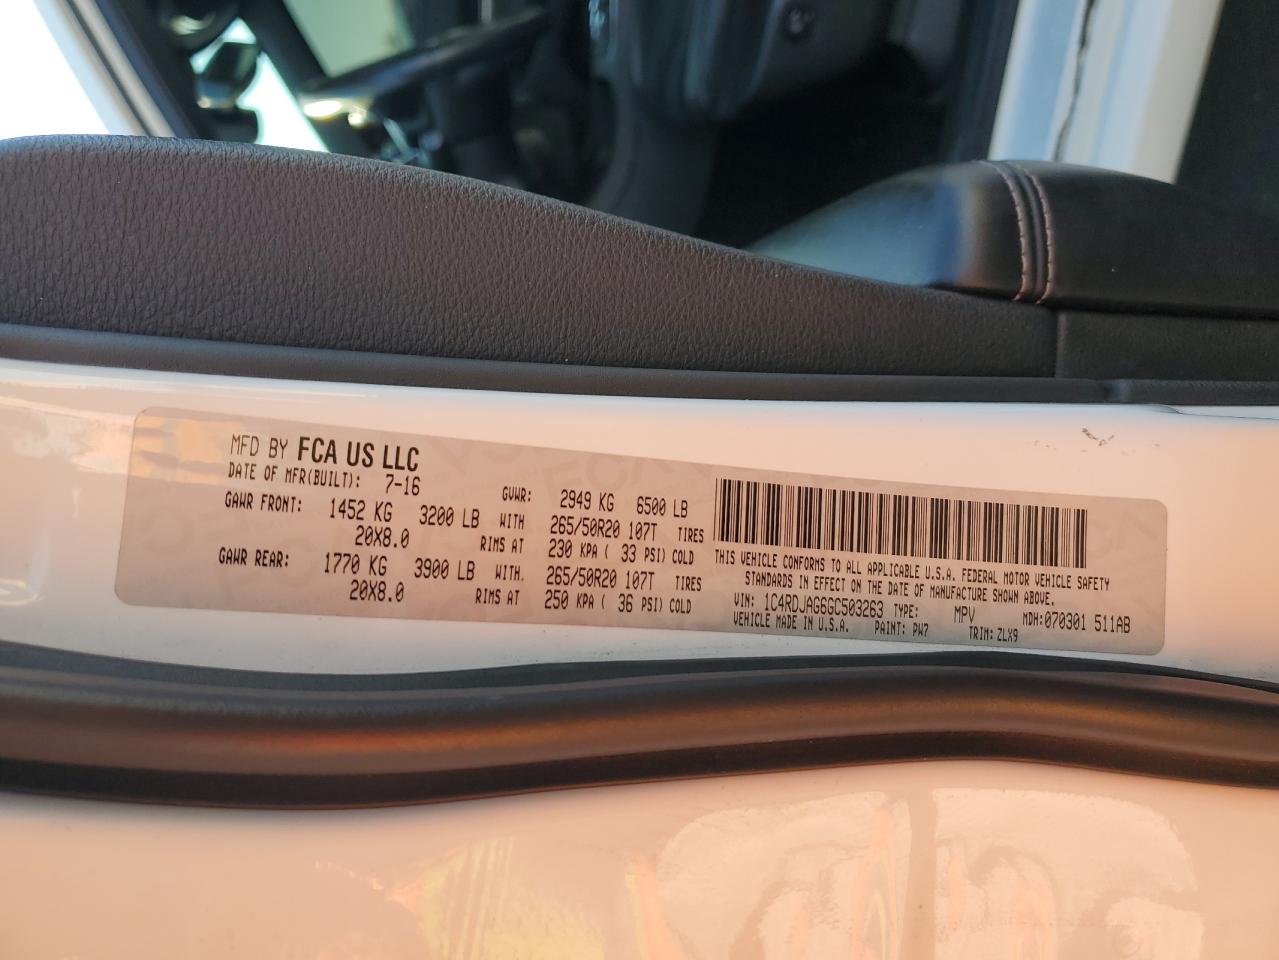 MFD BY FCA US LLC
DATE OF MFR(BUILT): 7-16 GVWR: 2949 KG 6500 LB
GAWR FRONT: 1452 KG 3200 LB WITH 265/50R20 107T TIRES
20X8.0 RIMS AT 230 KPA ( 33 PSI) COLD
GAWR REAR: 1770 KG 3900 LB WITH. 265/50R20 107T TIRES
20X8.0 RIMS AT 250 KPA ( 36 PSI) COLD
THIS VEHICLE CONFORMS TO ALL APPLICABLE U.S.A. FEDERAL MOTOR VEHICLE SAFETY
STANDARDS IN EFFECT ON THE DATE OF MANUFACTURE SHOWN ABOVE.
VIN: 1C4RDJAG6GC503263 TYPE: MPV MDH:070301 511AB
VEHICLE MADE IN U.S.A. PAINT: PW7 TRIM: ZLX9